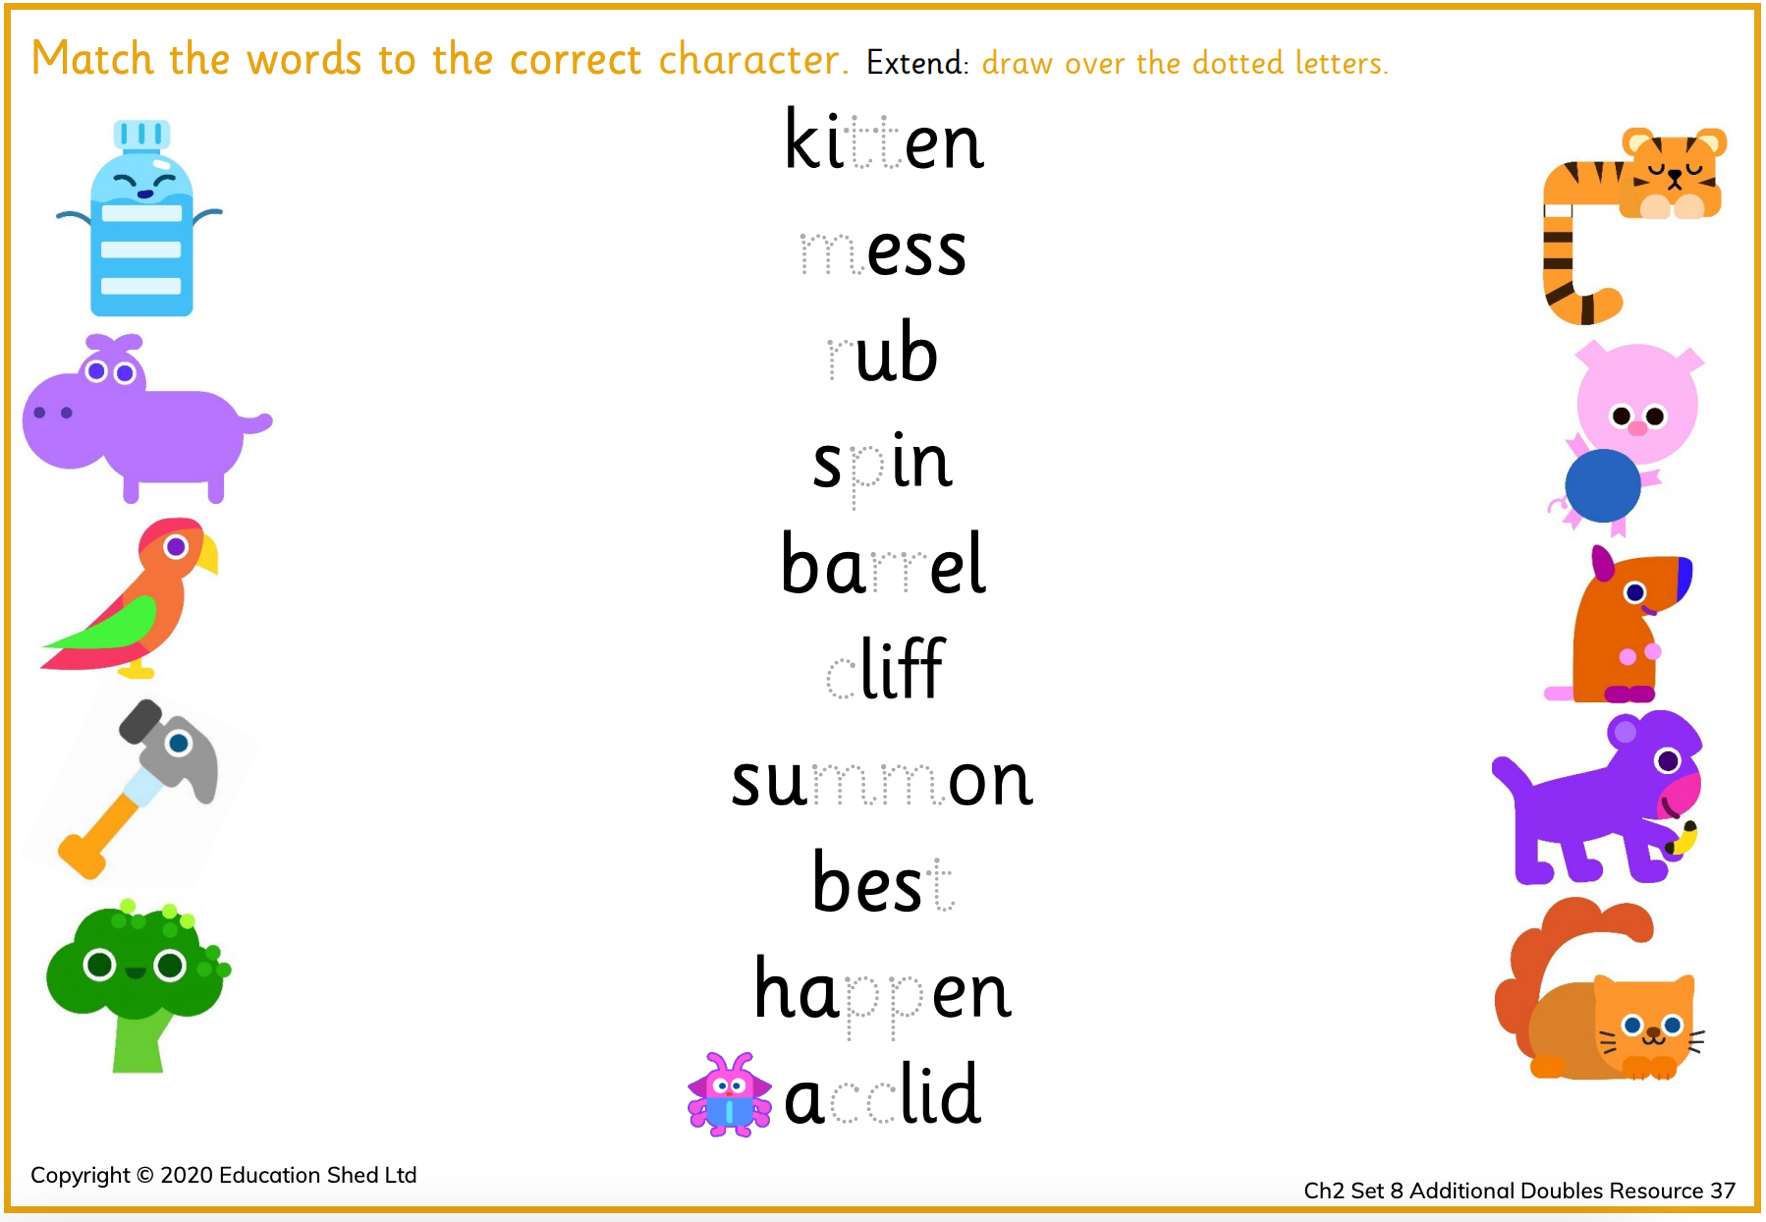 Match the words to the correct character. Extend: draw over the dotted letters.
kitten
mess
rub
spin
barrel
cliff
summon
best
happen
acclid
Copyright © 2020 Education Shed Ltd
Ch2 Set 8 Additional Doubles Resource 37